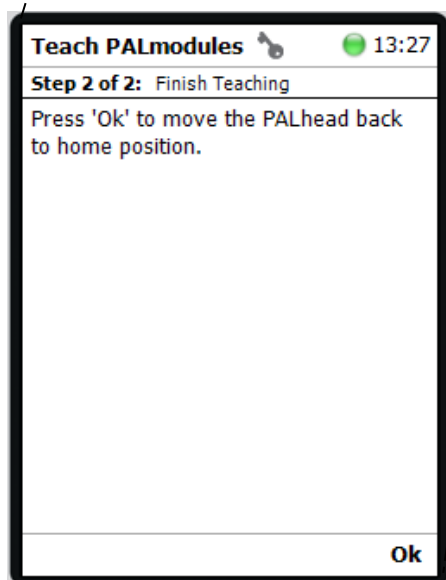 Teach PALmodules 13:27
Step 2 of 2: Finish Teaching
Press 'Ok' to move the PALhead back
to home position.
Ok